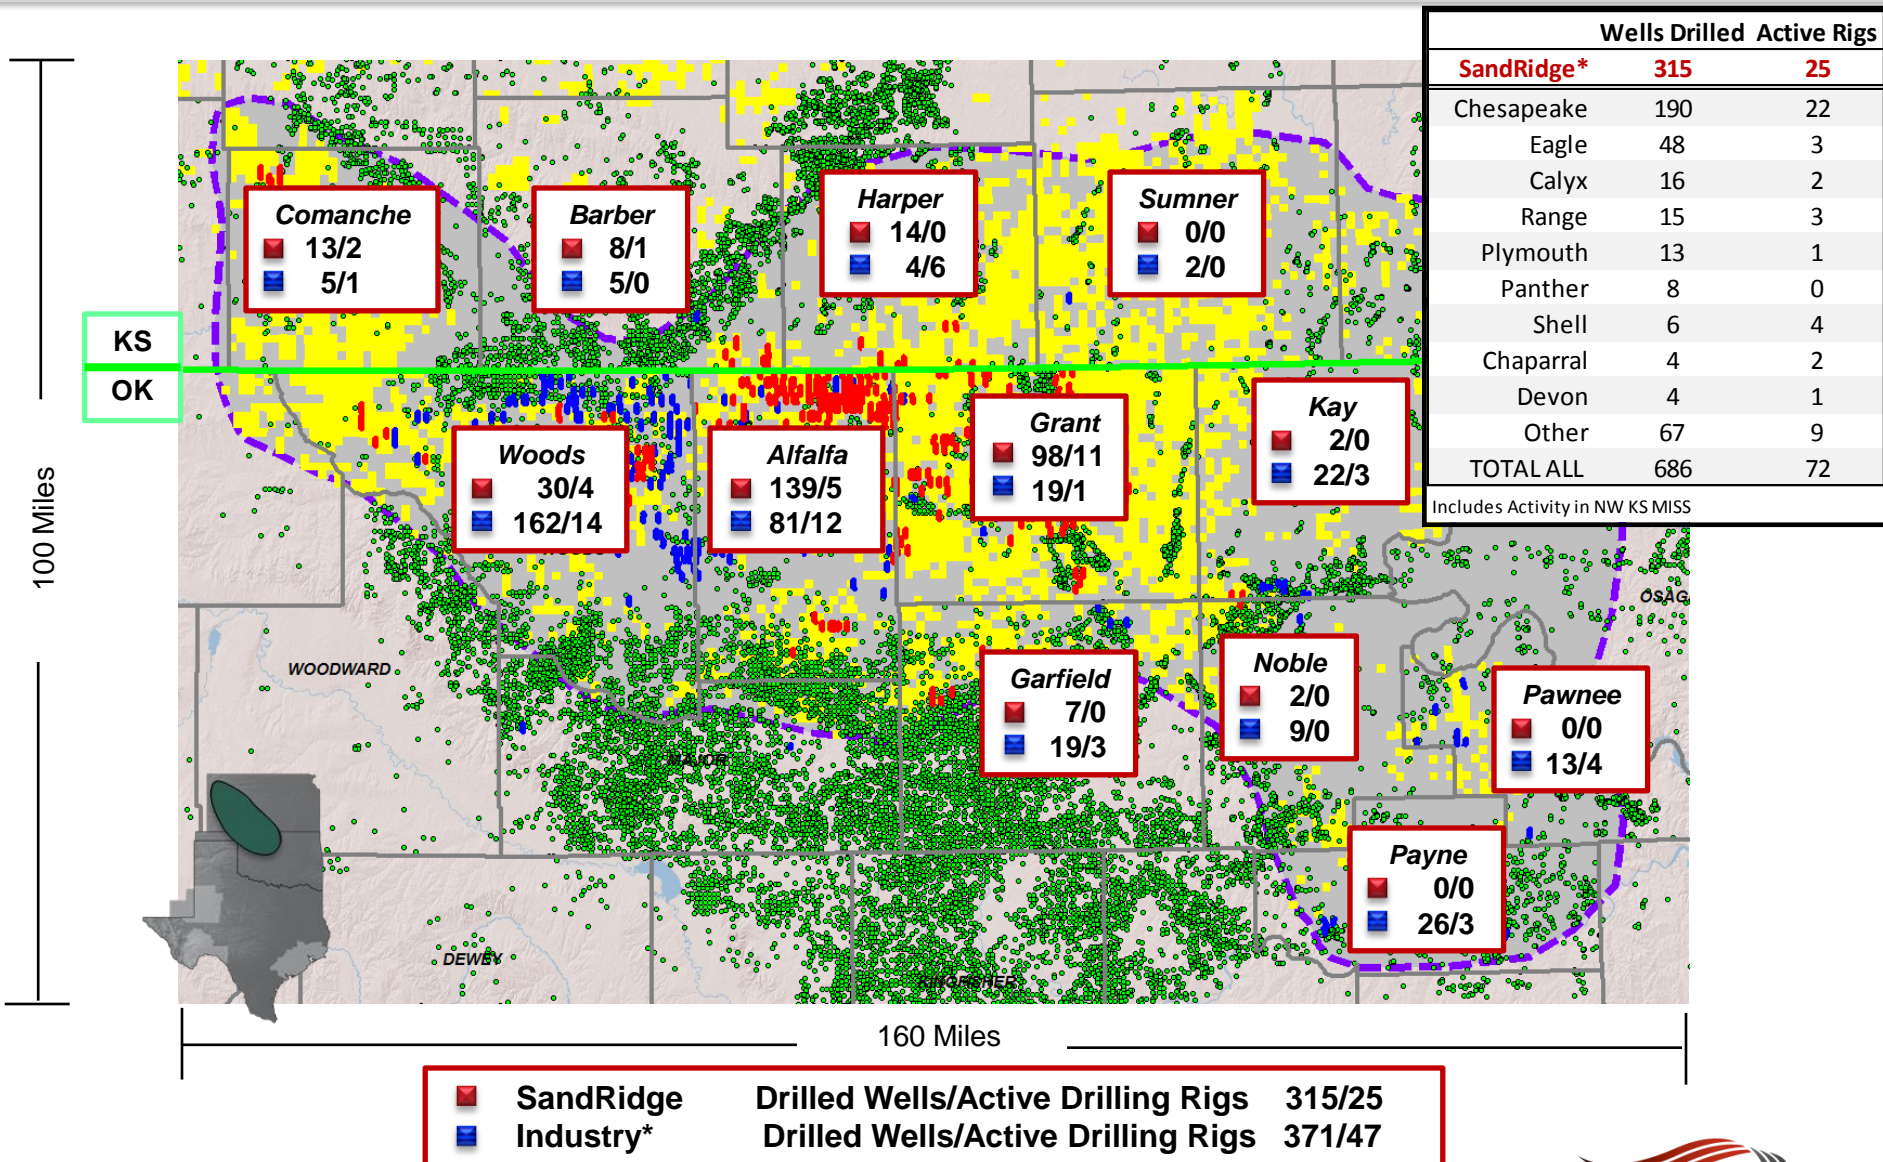 Wells Drilled Active Rigs
SandRidge* 315 25
Chesapeake 190 22
Eagle 48 3
Calyx 16 2
Range 15 3
Plymouth 13 1
Panther 8 0
Shell 6 4
Chaparral 4 2
Devon 4 1
Other 67 9
TOTAL ALL 686 72
Includes Activity in NW KS MISS
Comanche
13/2
5/1
Barber
8/1
5/0
Harper
14/0
4/6
Sumner
0/0
2/0
KS
OK
Woods
30/4
162/14
Alfalfa
139/5
81/12
Grant
98/11
19/1
Kay
2/0
22/3
100 Miles
OSAG
WOODWARD
Garfield
7/0
19/3
Noble
2/0
9/0
Pawnee
0/0
13/4
MAJOR
Payne
0/0
26/3
DEWEY
KINGFISHER
160 Miles
SandRidge Drilled Wells/Active Drilling Rigs 315/25
Industry* Drilled Wells/Active Drilling Rigs 371/47